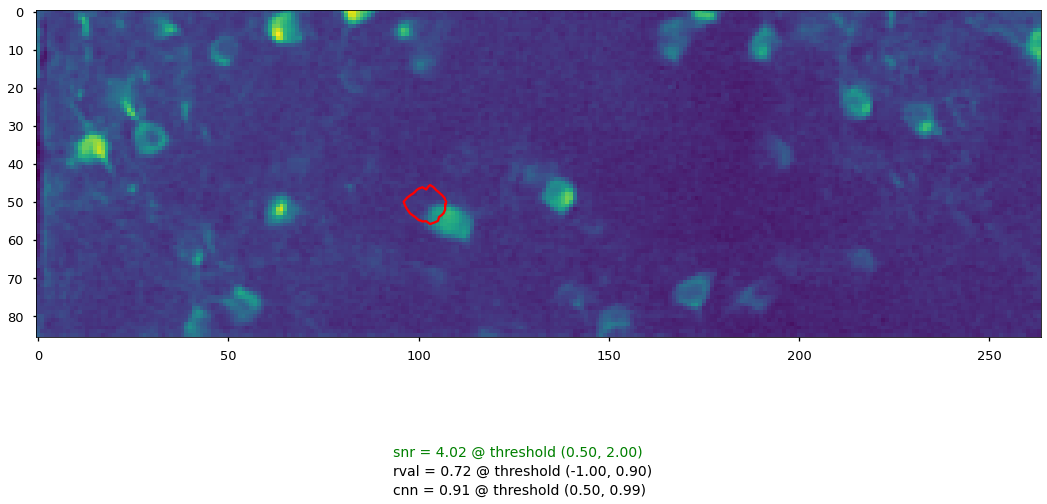 0
10
20
30
40
50
60
70
80
0 50 100 150 200 250
snr = 4.02 @ threshold (0.50, 2.00)
rval = 0.72 @ threshold (-1.00, 0.90)
cnn = 0.91 @ threshold (0.50, 0.99)